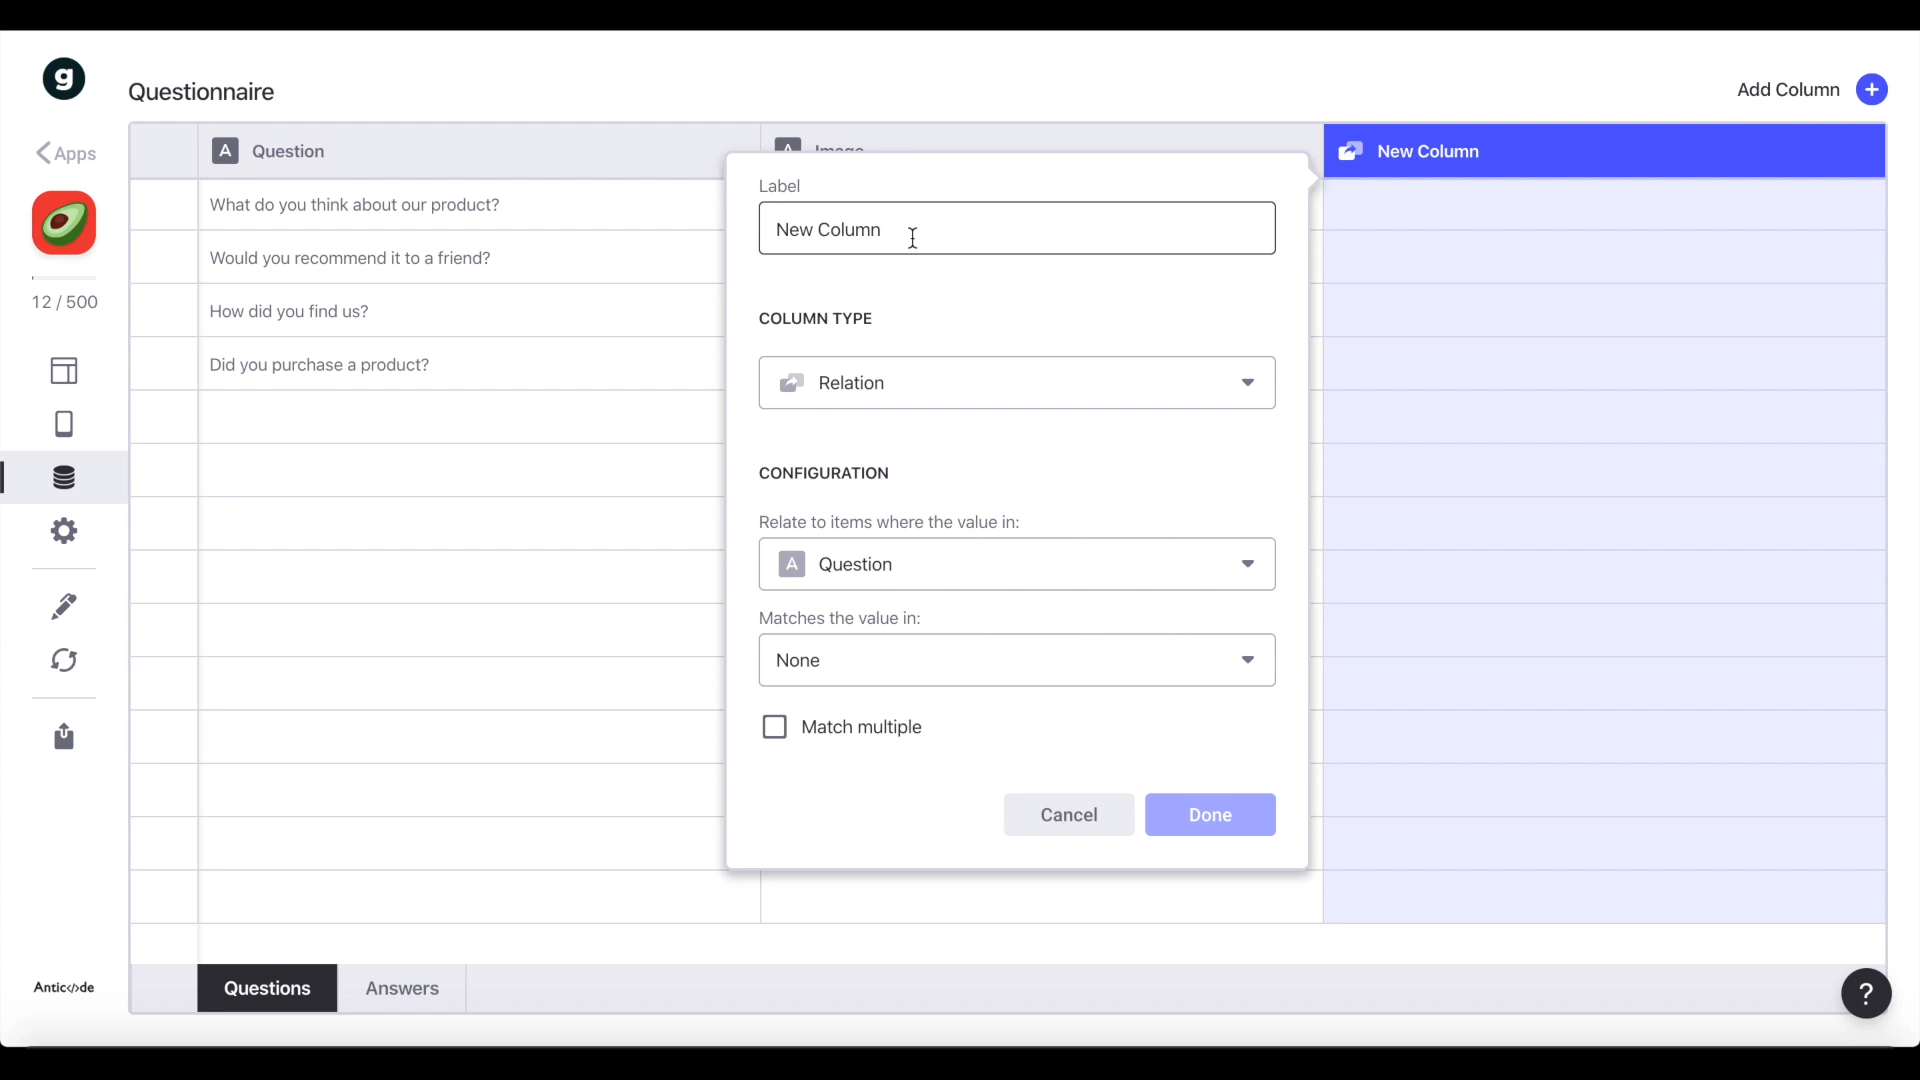 g
Questionnaire
Add Column +
Apps
A Question
New Column
12 / 500
What do you think about our product?
Would you recommend it to a friend?
How did you find us?
Did you purchase a product?
Label
New Column
COLUMN TYPE
Relation
CONFIGURATION
Relate to items where the value in:
A Question
Matches the value in:
None
Match multiple
Cancel
Done
Antic</>de
Questions
Answers
?